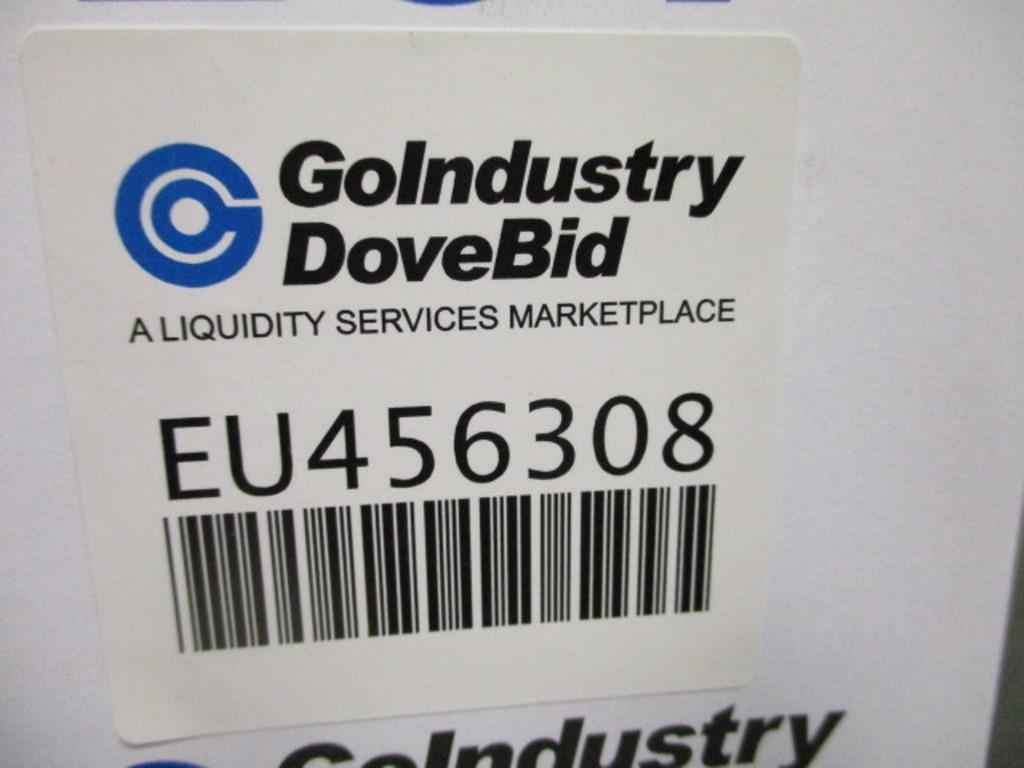 GoIndustry
DoveBid
A LIQUIDITY SERVICES MARKETPLACE
EU456308
GoIndustry